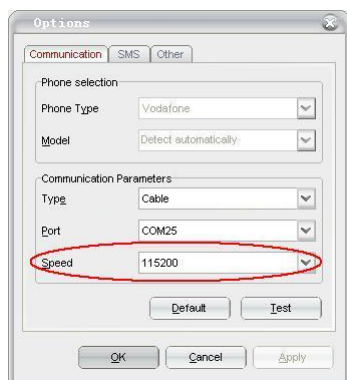 Options
Communication SMS Other
Phone selection
Phone Type Vodafone
Model Detect automatically
Communication Parameters
Type Cable
Port COM25
Speed 115200
Default Test
OK Cancel Apply